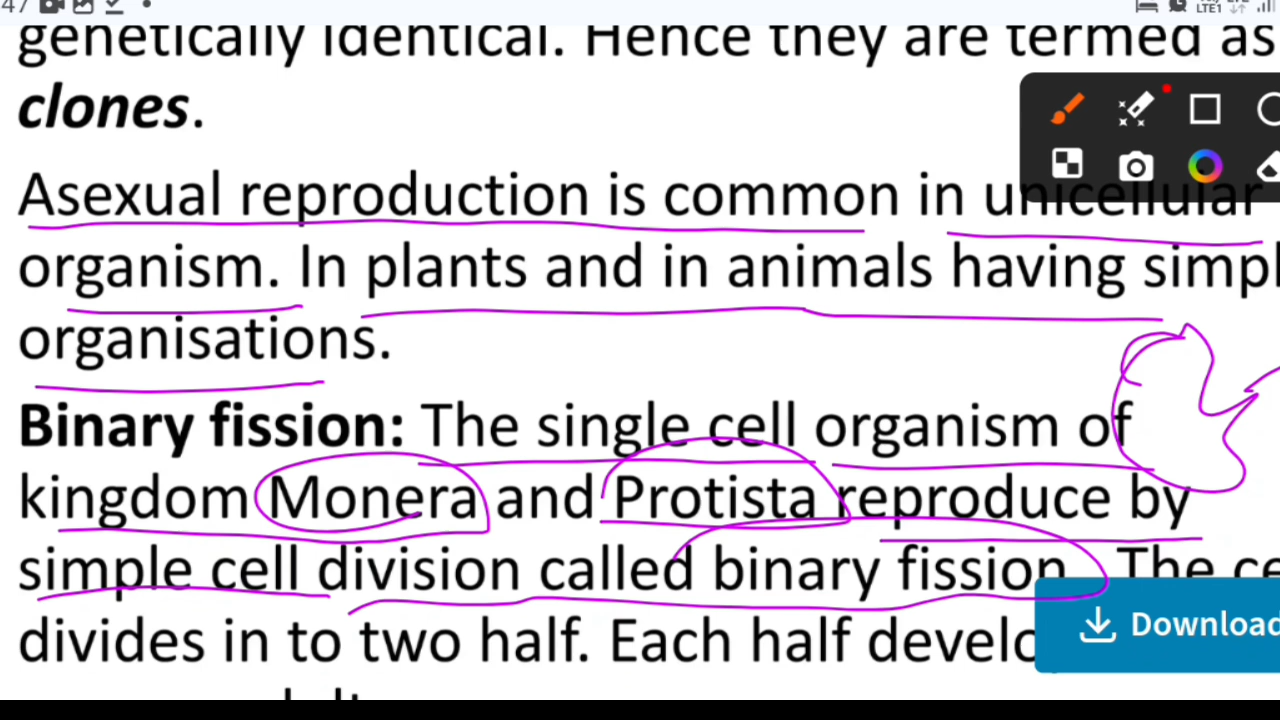 47
LTE1
genetically identical. Hence they are termed as
clones.
Asexual reproduction is common in unicellular
organism. In plants and in animals having simpl
organisations.
Binary fission: The single cell organism of
kingdom Monera and Protista reproduce by
simple cell division called binary fission. The ce
divides in to two half. Each half develo
Download